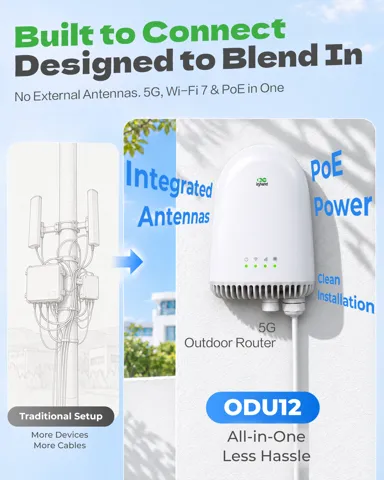 Built to Connect
Designed to Blend In
No External Antennas. 5G, Wi-Fi 7 & PoE in One
Integrated
Antennas
PoE
Power
Clean
Installation
5G
Outdoor Router
Traditional Setup
More Devices
More Cables
ODU12
All-in-One
Less Hassle